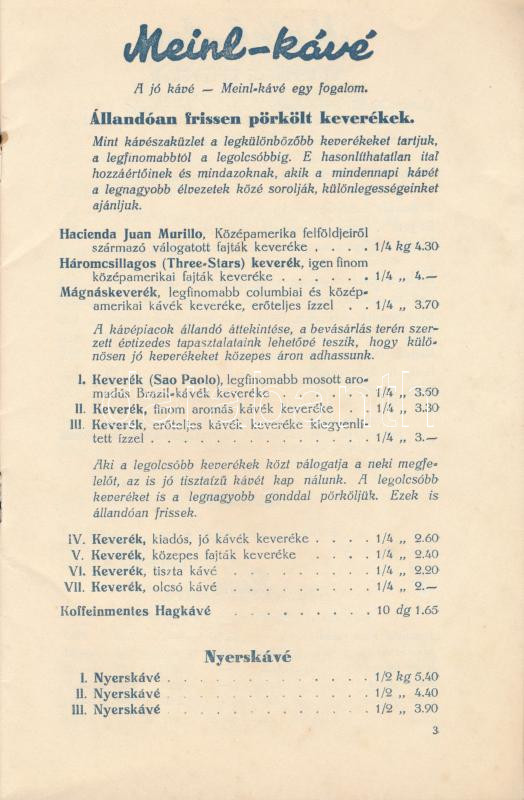 Meinl-kávé
A jó kávé — Meinl-kávé egy fogalom.
Állandóan frissen pörkölt keverékek.
Mint kávészaküzlet a legkülönbözőbb keverékeket tartjuk,
a legfinomabbtól a legolcsóbbig. E hasonlíthatatlan ital
hozzáértőinek és mindazoknak, akik a mindennapi kávét
a legnagyobb élvezetek közé sorolják, különlegességeinket
ajánljuk.
Hacienda Juan Murillo, Középamerika felföldjeiről
származó válogatott fajták keveréke . . . . 1/4 kg 4.30
Háromcsillagos (Three-Stars) keverék, igen finom
középamerikai fajták keveréke . . . . . . 1/4 „ 4.—
Mágnáskeverék, legfinomabb columbiai és közép-
amerikai kávék keveréke, erőteljes ízzel . . 1/4 „ 3.70
A kávépiacok állandó áttekintése, a bevásárlás terén szer-
zett évtizedes tapasztalataink lehetővé teszik, hogy külö-
nösen jó keverékeket közepes áron adhassunk.
I. Keverék (Sao Paolo), legfinomabb mosott aro-
madús Brazil-kávék keveréke . . . . . . 1/4 „ 3.50
II. Keverék, finom aromás kávék keveréke . 1/4 „ 3.30
III. Keverék, erőteljes kávék keveréke kiegyenlí-
tett ízzel . . . . . . . . . . . . . 1/4 „ 3.—
Aki a legolcsóbb keverékek közt válogatja a neki megfe-
lelőt, az is jó tisztaízű kávét kap nálunk. A legolcsóbb
keveréket is a legnagyobb gonddal pörköljük. Ezek is
állandóan frissek.
IV. Keverék, kiadós, jó kávék keveréke . . . . 1/4 „ 2.60
V. Keverék, közepes fajták keveréke . . . . 1/4 „ 2.40
VI. Keverék, tiszta kávé . . . . . . . . . 1/4 „ 2.20
VII. Keverék, olcsó kávé . . . . . . . . . 1/4 „ 2.—
Koffeinmentes Hagkávé . . . . . . . . . 10 dg 1.65
Nyerskávé
I. Nyerskávé . . . . . . . . . . . . . 1/2 kg 5.40
II. Nyerskávé . . . . . . . . . . . . . 1/2 „ 4.40
III. Nyerskávé . . . . . . . . . . . . . 1/2 „ 3.90
3